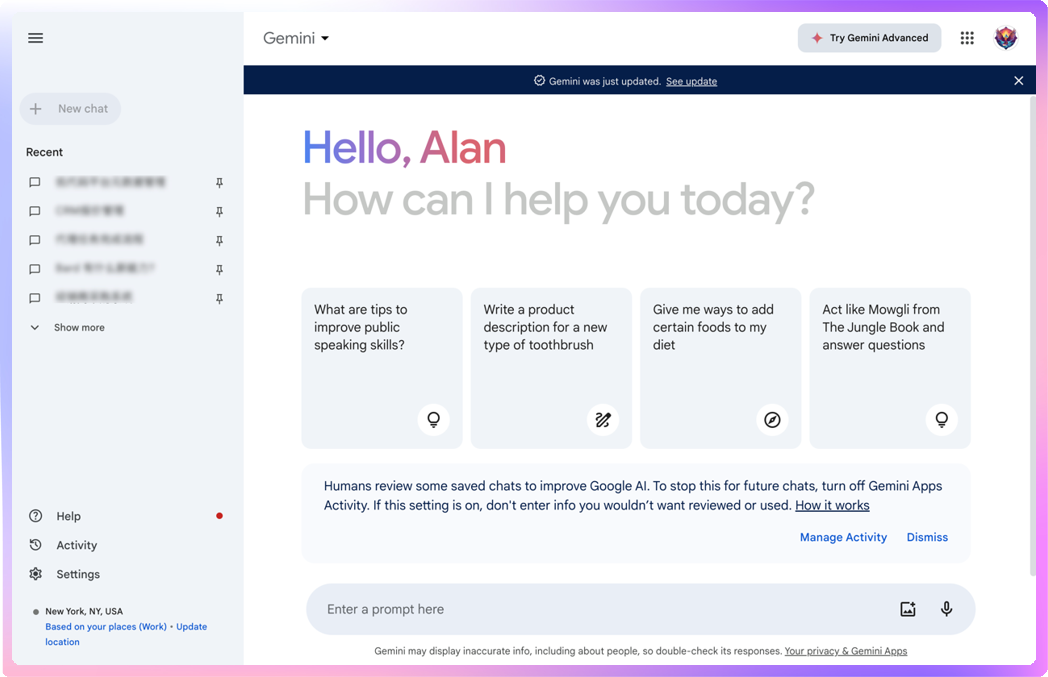 Gemini
Try Gemini Advanced
Gemini was just updated. See update
New chat
Recent
Show more
Hello, Alan
How can I help you today?
What are tips to
improve public
speaking skills?
Write a product
description for a new
type of toothbrush
Give me ways to add
certain foods to my
diet
Act like Mowgli from
The Jungle Book and
answer questions
Humans review some saved chats to improve Google AI. To stop this for future chats, turn off Gemini Apps
Activity. If this setting is on, don't enter info you wouldn’t want reviewed or used. How it works
Manage Activity Dismiss
Help
Activity
Settings
New York, NY, USA
Based on your places (Work) • Update
location
Enter a prompt here
Gemini may display inaccurate info, including about people, so double-check its responses. Your privacy & Gemini Apps